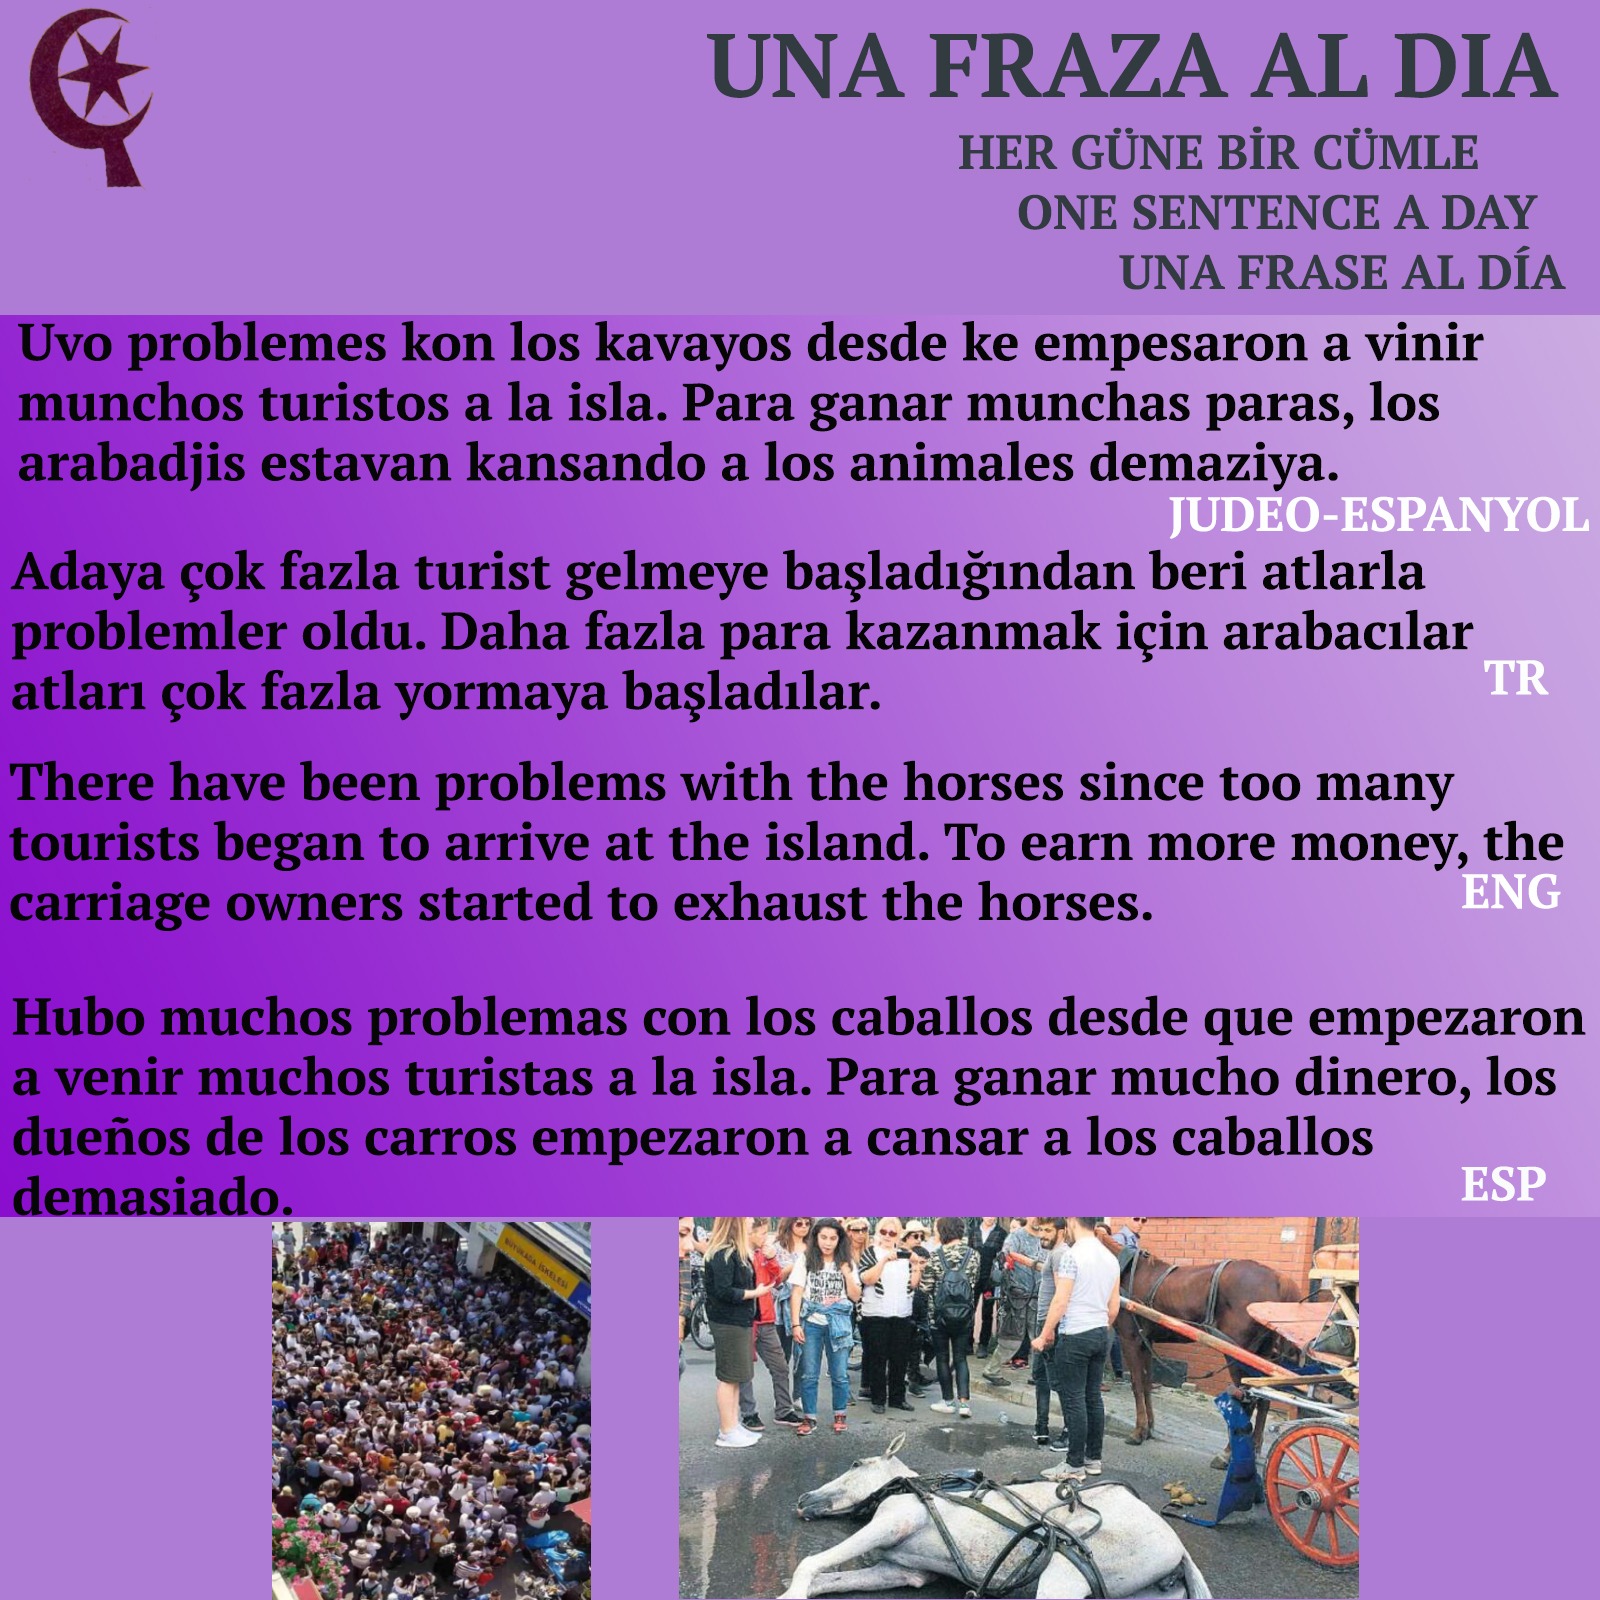 UNA FRAZA AL DIA
HER GÜNE BİR CÜMLE
ONE SENTENCE A DAY
UNA FRASE AL DÍA
Uvo problemes kon los kavayos desde ke empesaron a vinir
munchos turistos a la isla. Para ganar munchas paras, los
arabadjis estavan kansando a los animales demaziya.
JUDEO-ESPANYOL
Adaya çok fazla turist gelmeye başladığından beri atlarla
problemler oldu. Daha fazla para kazanmak için arabacılar
atları çok fazla yormaya başladılar.
TR
There have been problems with the horses since too many
tourists began to arrive at the island. To earn more money, the
carriage owners started to exhaust the horses.
ENG
Hubo muchos problemas con los caballos desde que empezaron
a venir muchos turistas a la isla. Para ganar mucho dinero, los
dueños de los carros empezaron a cansar a los caballos
demasiado.
ESP
BÜYÜKADA İSKELESİ